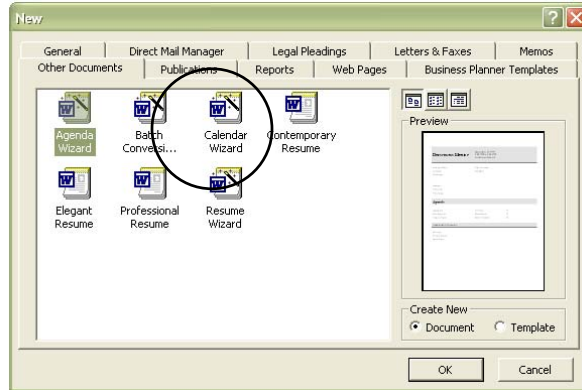 New
General Direct Mail Manager Legal Pleadings Letters & Faxes Memos
Other Documents Publications Reports Web Pages Business Planner Templates
Agenda Wizard
Batch Conversi...
Calendar Wizard
Contemporary Resume
Elegant Resume
Professional Resume
Resume Wizard
Preview
Agenda
Create New
Document Template
OK Cancel